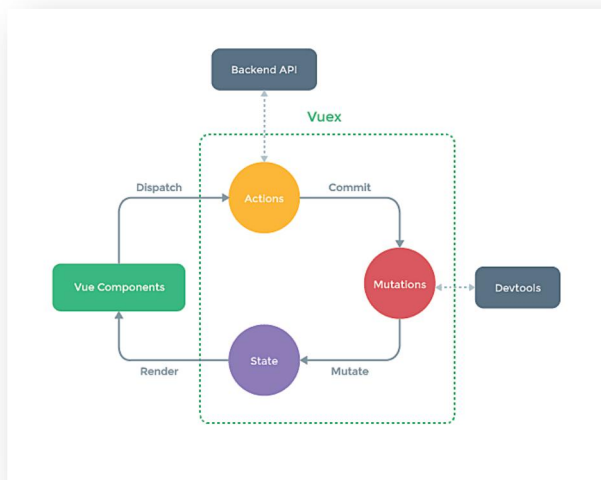 Backend API
Vuex
Dispatch
Actions
Commit
Vue Components
Mutations
Devtools
State
Render
Mutate